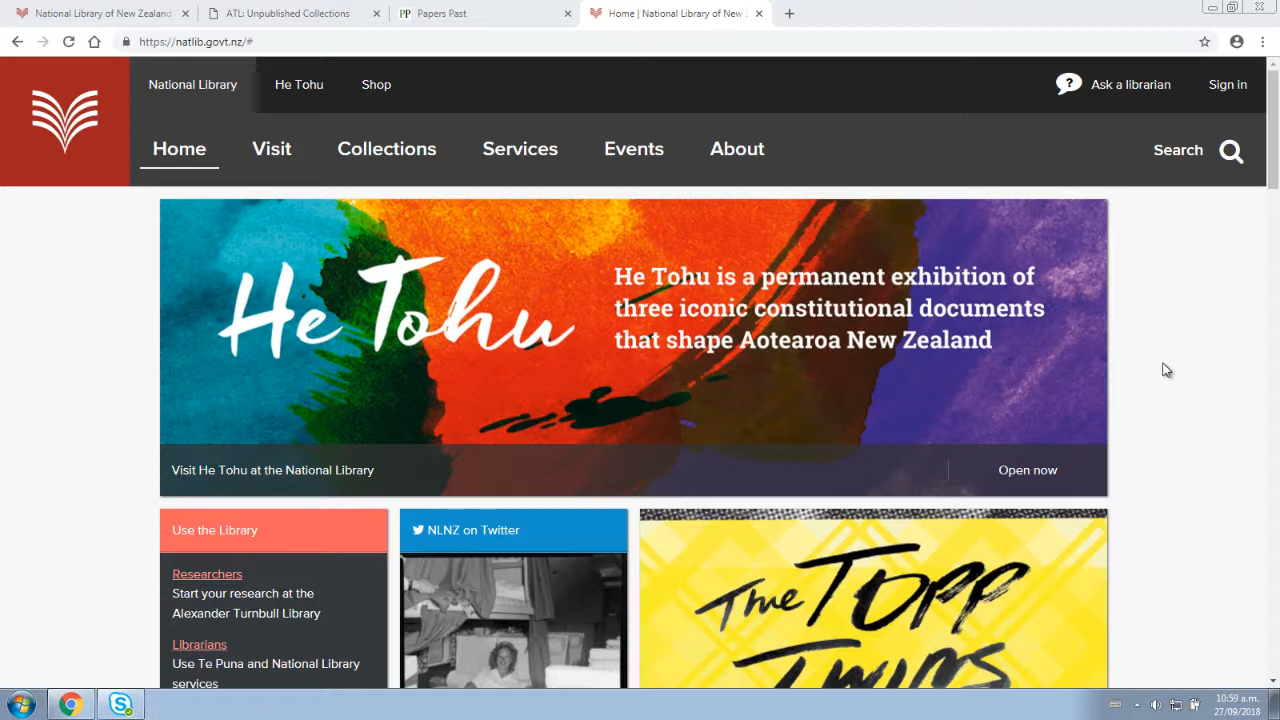 National Library of New Zealand
ATL: Unpublished Collections
PP Papers Past
Home | National Library of New
https://natlib.govt.nz/#
National Library
He Tohu
Shop
? Ask a librarian
Sign in
Home
Visit
Collections
Services
Events
About
Search
He Tohu
He Tohu is a permanent exhibition of
three iconic constitutional documents
that shape Aotearoa New Zealand
Visit He Tohu at the National Library
Open now
Use the Library
Researchers
Start your research at the
Alexander Turnbull Library
Librarians
Use Te Puna and National Library
services
NLNZ on Twitter
The TOPP
TWINS
10:59 a.m.
27/09/2018